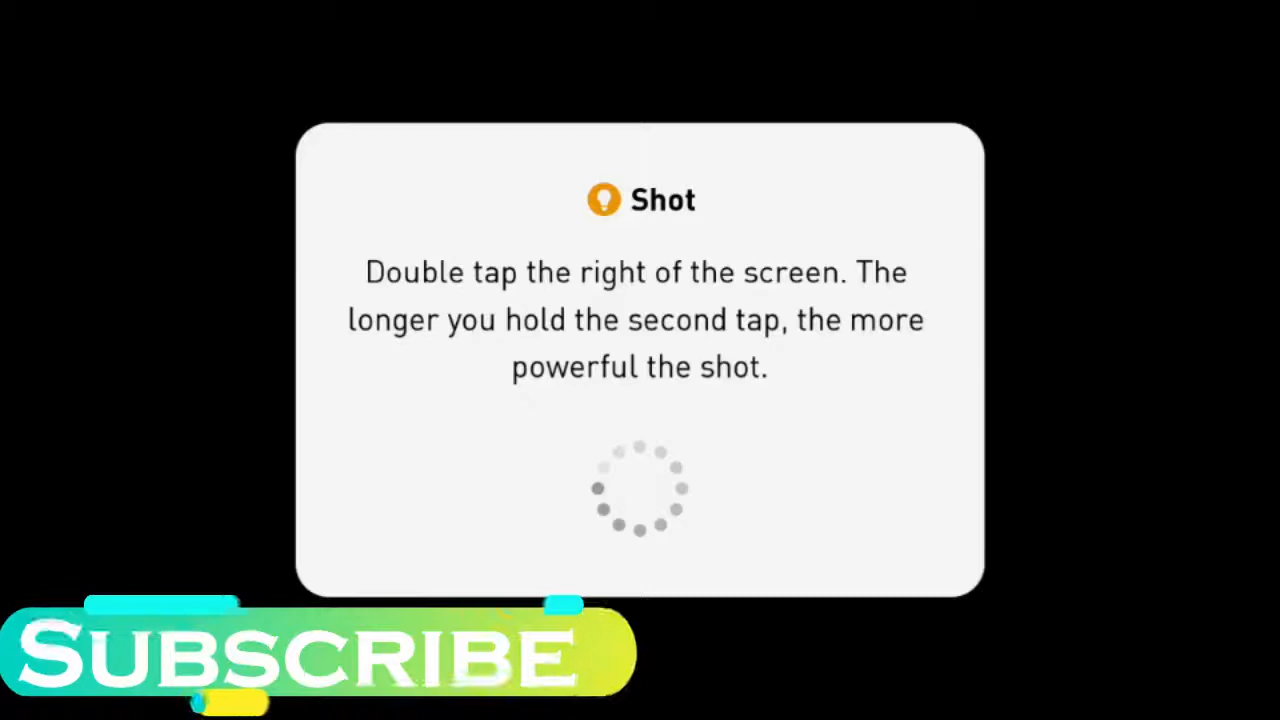 Shot
Double tap the right of the screen. The
longer you hold the second tap, the more
powerful the shot.
SUBSCRIBE